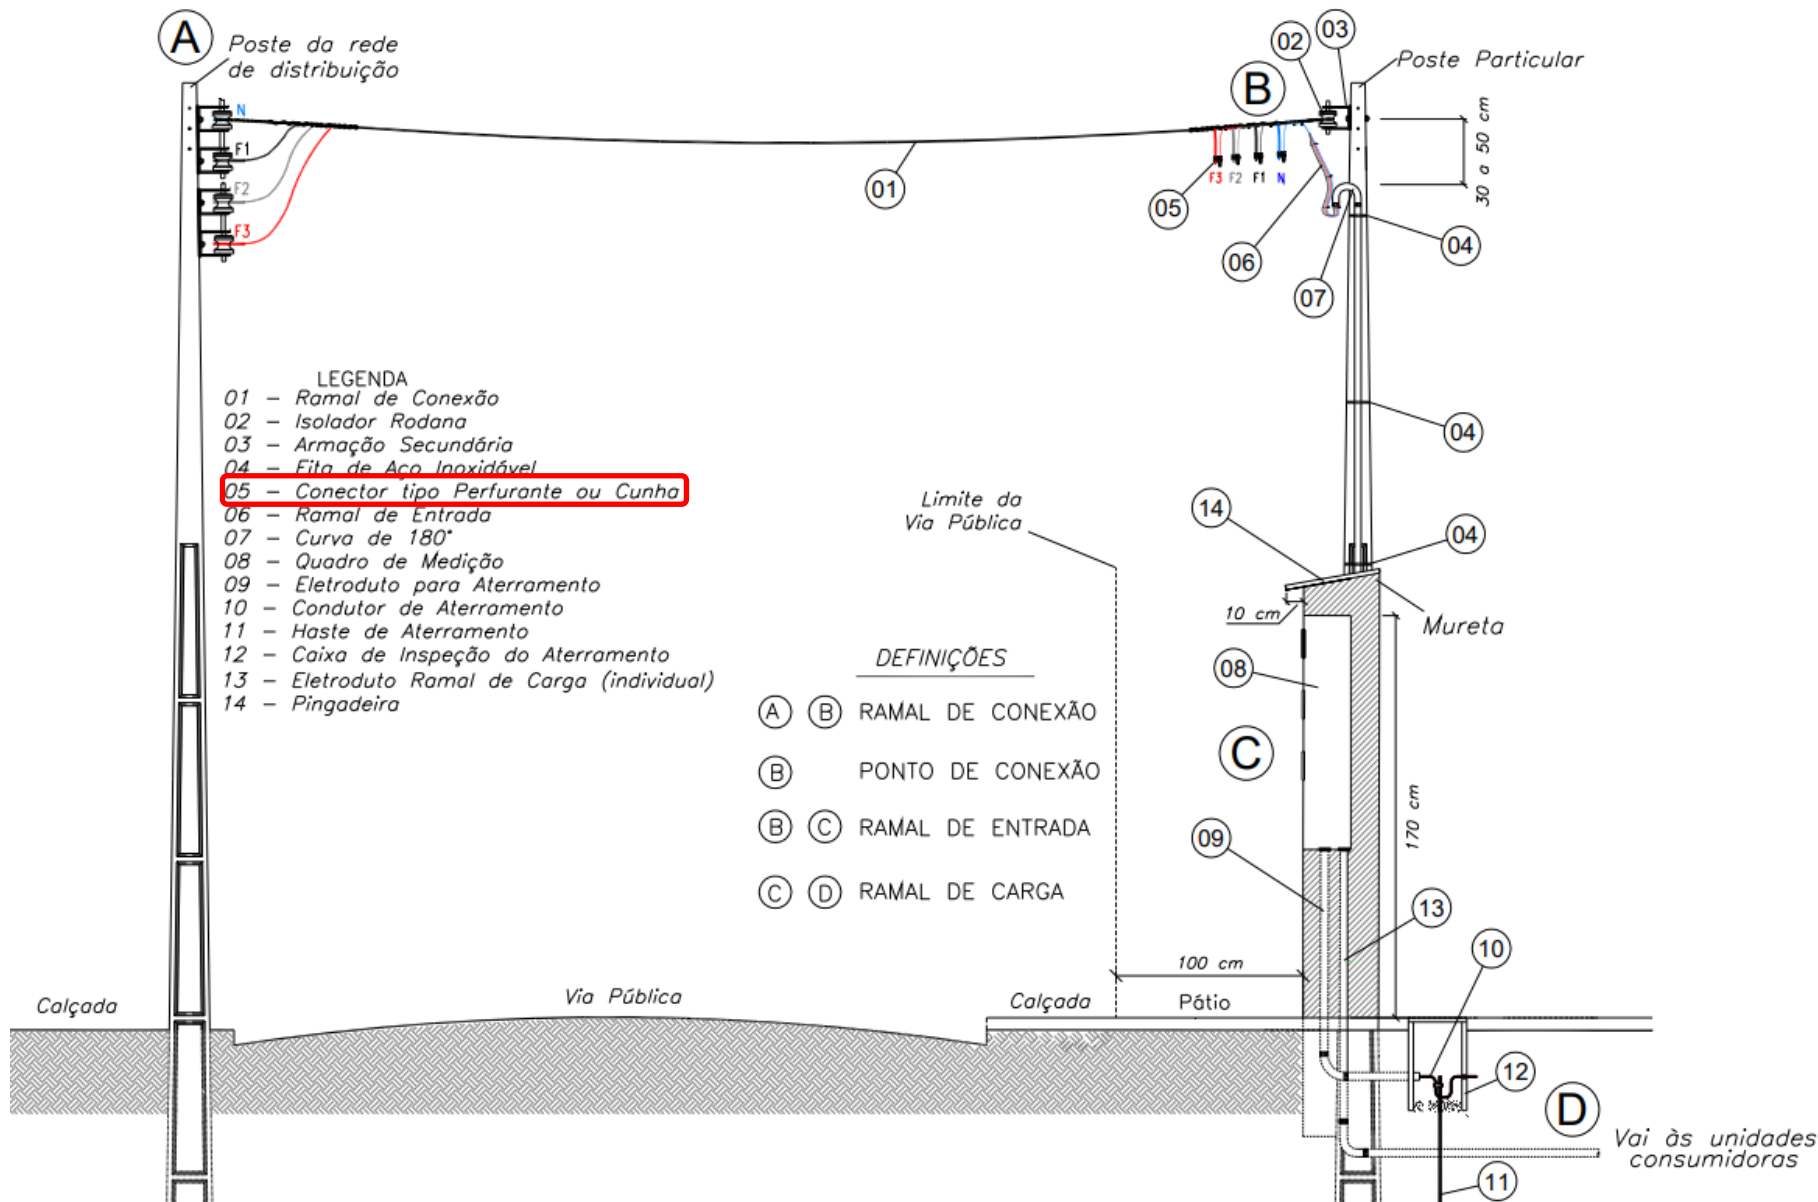 A
Poste da rede
de distribuição
N
F1
F2
F3
01
B
02
03
Poste Particular
30 a 50 cm
F3 F2 F1 N
05
06
07
04
04
04
LEGENDA
01 – Ramal de Conexão
02 – Isolador Rodana
03 – Armação Secundária
04 – Fita de Aço Inoxidável
05 – Conector tipo Perfurante ou Cunha
06 – Ramal de Entrada
07 – Curva de 180°
08 – Quadro de Medição
09 – Eletroduto para Aterramento
10 – Condutor de Aterramento
11 – Haste de Aterramento
12 – Caixa de Inspeção do Aterramento
13 – Eletroduto Ramal de Carga (individual)
14 – Pingadeira
Limite da
Via Pública
14
10 cm
Mureta
08
C
170 cm
09
13
10
100 cm
DEFINIÇÕES
A B RAMAL DE CONEXÃO
B PONTO DE CONEXÃO
B C RAMAL DE ENTRADA
C D RAMAL DE CARGA
Calçada
Via Pública
Calçada
Pátio
12
D
11
Vai às unidades
consumidoras